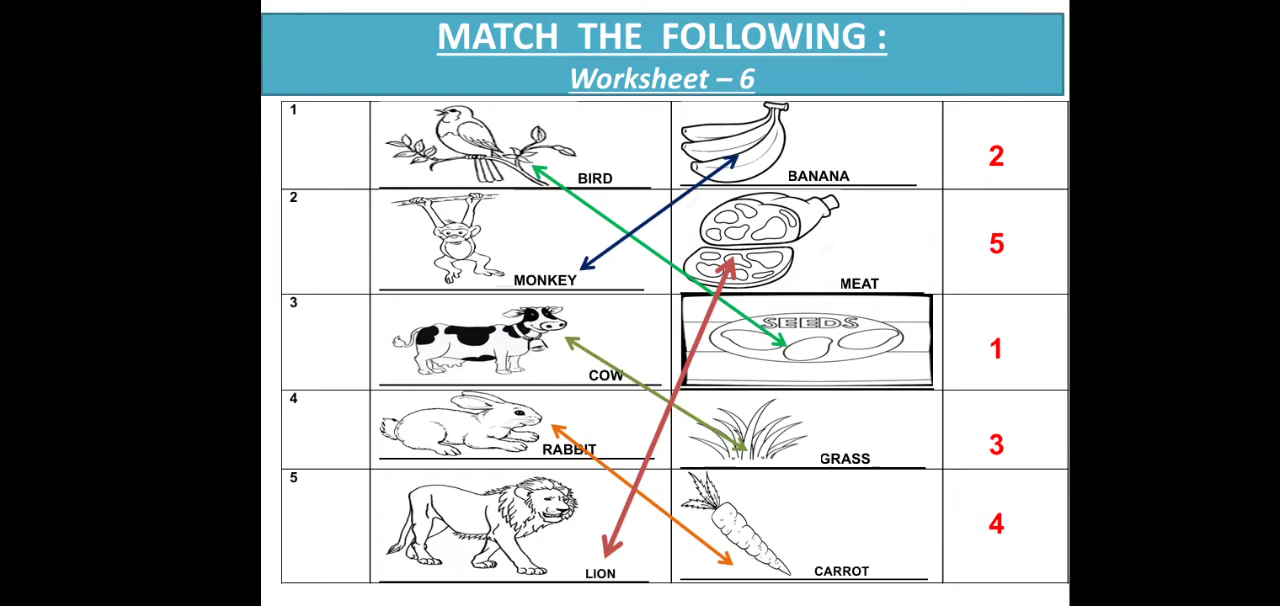 MATCH THE FOLLOWING :
Worksheet – 6
1
BIRD
BANANA
2
2
MONKEY
MEAT
5
3
COW
SEEDS
1
4
RABBIT
GRASS
3
5
LION
CARROT
4